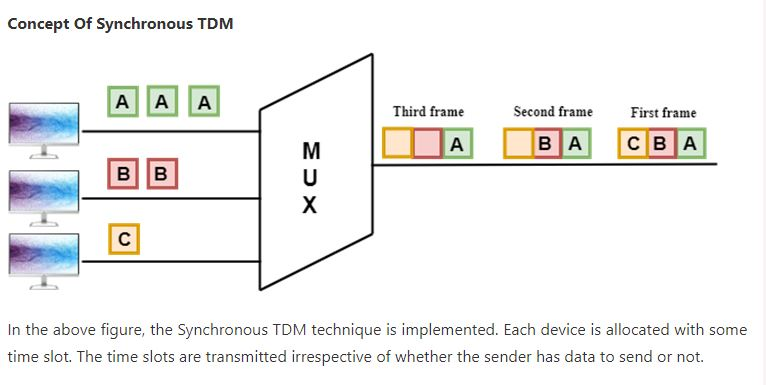 Concept Of Synchronous TDM
A A A
Third frame Second frame First frame
A B A C B A
M
U
X
B B
C
In the above figure, the Synchronous TDM technique is implemented. Each device is allocated with some
time slot. The time slots are transmitted irrespective of whether the sender has data to send or not.